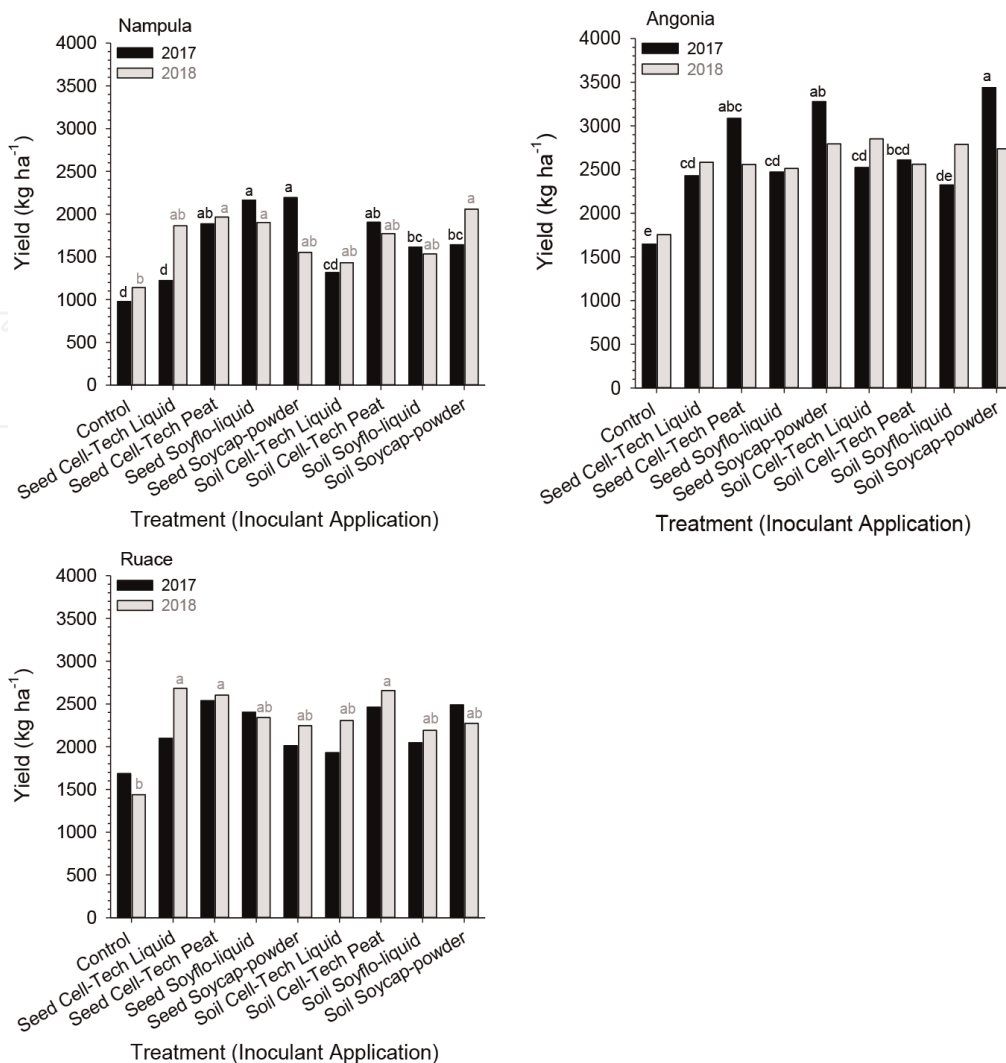 Nampula
2017
2018
Yield (kg ha-1)
4000
3500
3000
2500
2000
1500
1000
500
0
d b d ab ab a a a a ab cd ab ab ab bc ab bc a
Control
Seed Cell-Tech Liquid
Seed Cell-Tech Peat
Seed Soyflo-liquid
Seed Soycap-powder
Soil Cell-Tech Liquid
Soil Cell-Tech Peat
Soil Soyflo-liquid
Soil Soycap-powder
Treatment (Inoculant Application)
Angonia
2017
2018
Yield (kg ha-1)
4000
3500
3000
2500
2000
1500
1000
500
0
e cd abc cd ab cd bcd de a
Control
Seed Cell-Tech Liquid
Seed Cell-Tech Peat
Seed Soyflo-liquid
Seed Soycap-powder
Soil Cell-Tech Liquid
Soil Cell-Tech Peat
Soil Soyflo-liquid
Soil Soycap-powder
Treatment (Inoculant Application)
Ruace
2017
2018
Yield (kg ha-1)
4000
3500
3000
2500
2000
1500
1000
500
0
b a a ab ab ab a ab ab
Control
Seed Cell-Tech Liquid
Seed Cell-Tech Peat
Seed Soyflo-liquid
Seed Soycap-powder
Soil Cell-Tech Liquid
Soil Cell-Tech Peat
Soil Soyflo-liquid
Soil Soycap-powder
Treatment (Inoculant Application)